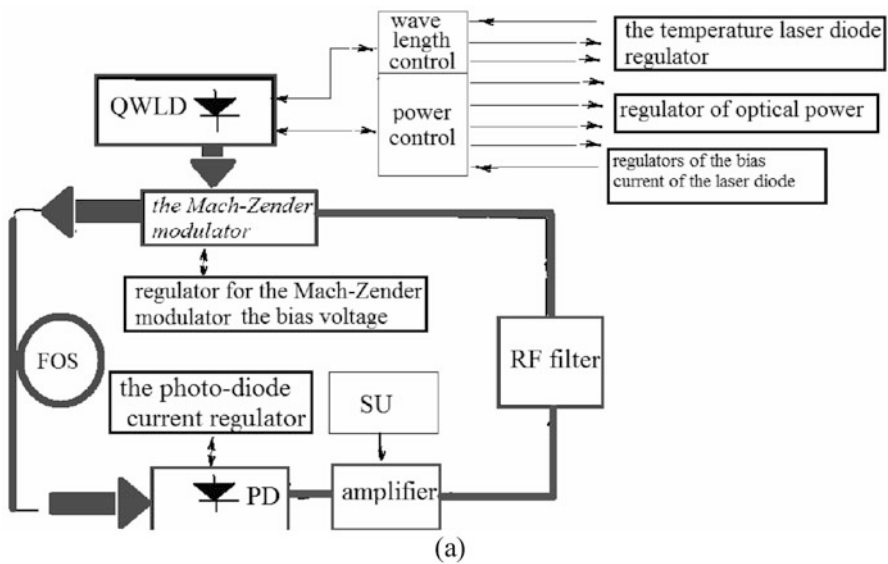 wave
length
control
the temperature laser diode
regulator
QWLD
power
control
regulator of optical power
regulators of the bias
current of the laser diode
the Mach-Zender
modulator
regulator for the Mach-Zender
modulator the bias voltage
FOS
RF filter
the photo-diode
current regulator
SU
PD
amplifier
(a)